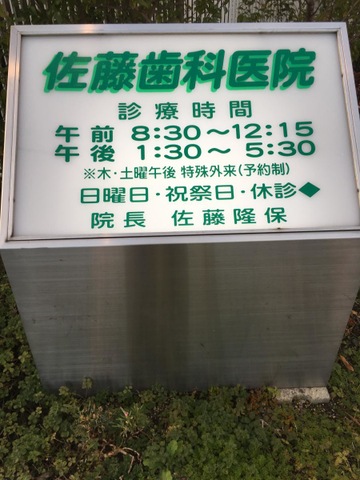 佐藤歯科医院
診療時間
午前 8:30～12:15
午後 1:30～5:30
※木・土曜午後 特殊外来(予約制)
日曜日・祝祭日・休診◆
院長 佐藤隆保